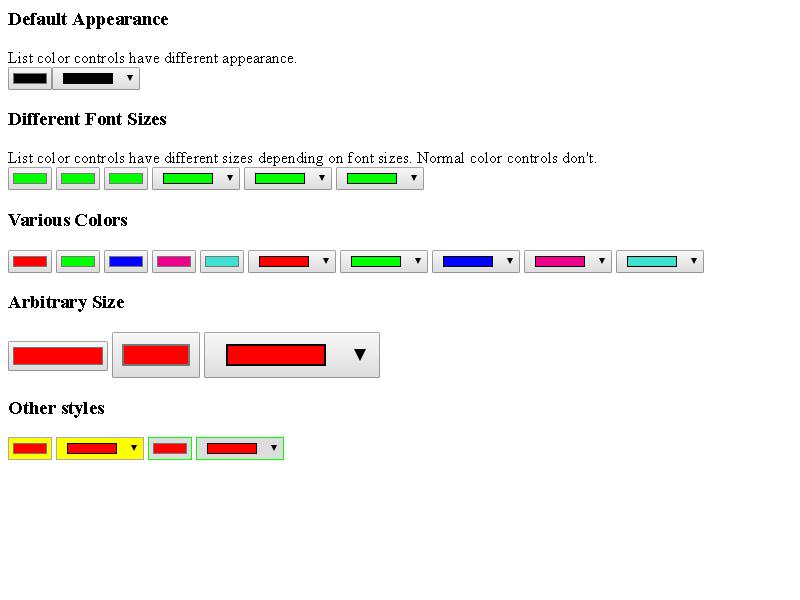 Default Appearance
List color controls have different appearance.
Different Font Sizes
List color controls have different sizes depending on font sizes. Normal color controls don't.
Various Colors
Arbitrary Size
Other styles